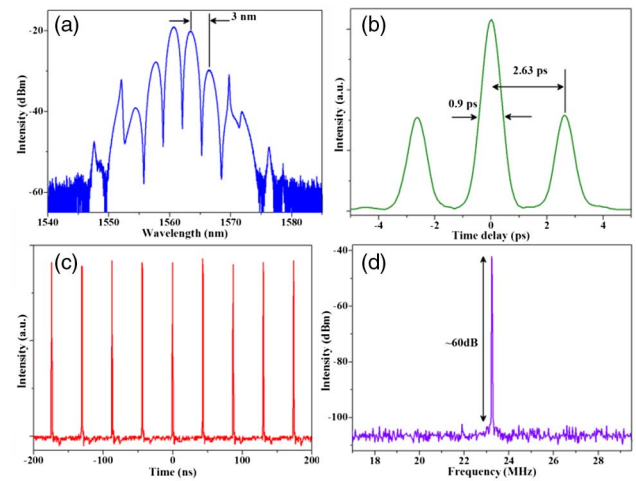 (a)
3 nm
-20
-40
-60
Intensity (dBm)
1540
1550
1560
1570
1580
Wavelength (nm)
(b)
2.63 ps
0.9 ps
Intensity (a.u.)
-4
-2
0
2
4
Time delay (ps)
(c)
Intensity (a.u.)
-200
-100
0
100
200
Time (ns)
(d)
-40
-60
-80
-100
~60dB
Intensity (dBm)
18
20
22
24
26
28
Frequency (MHz)